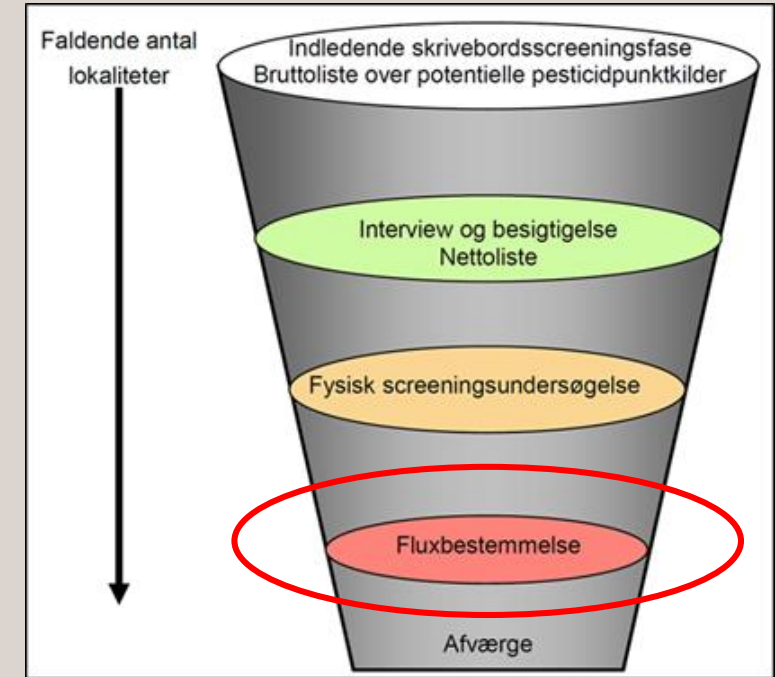 Faldende antal
lokaliteter
Indledende skrivebordsscreeningsfase
Bruttoliste over potentielle pesticidpunktkilder
Interview og besigtigelse
Nettoliste
Fysisk screeningsundersøgelse
Fluxbestemmelse
Afværge